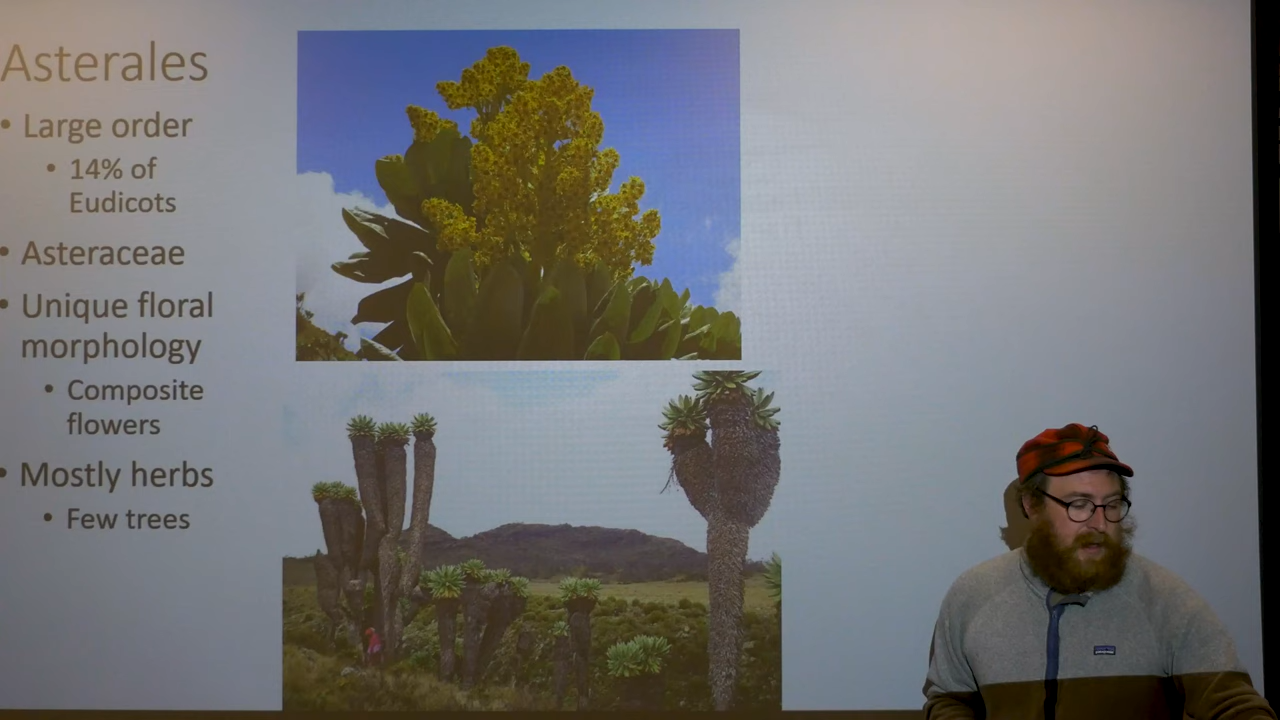 Asterales
• Large order
• 14% of
Eudicots
• Asteraceae
• Unique floral
morphology
• Composite
flowers
• Mostly herbs
• Few trees